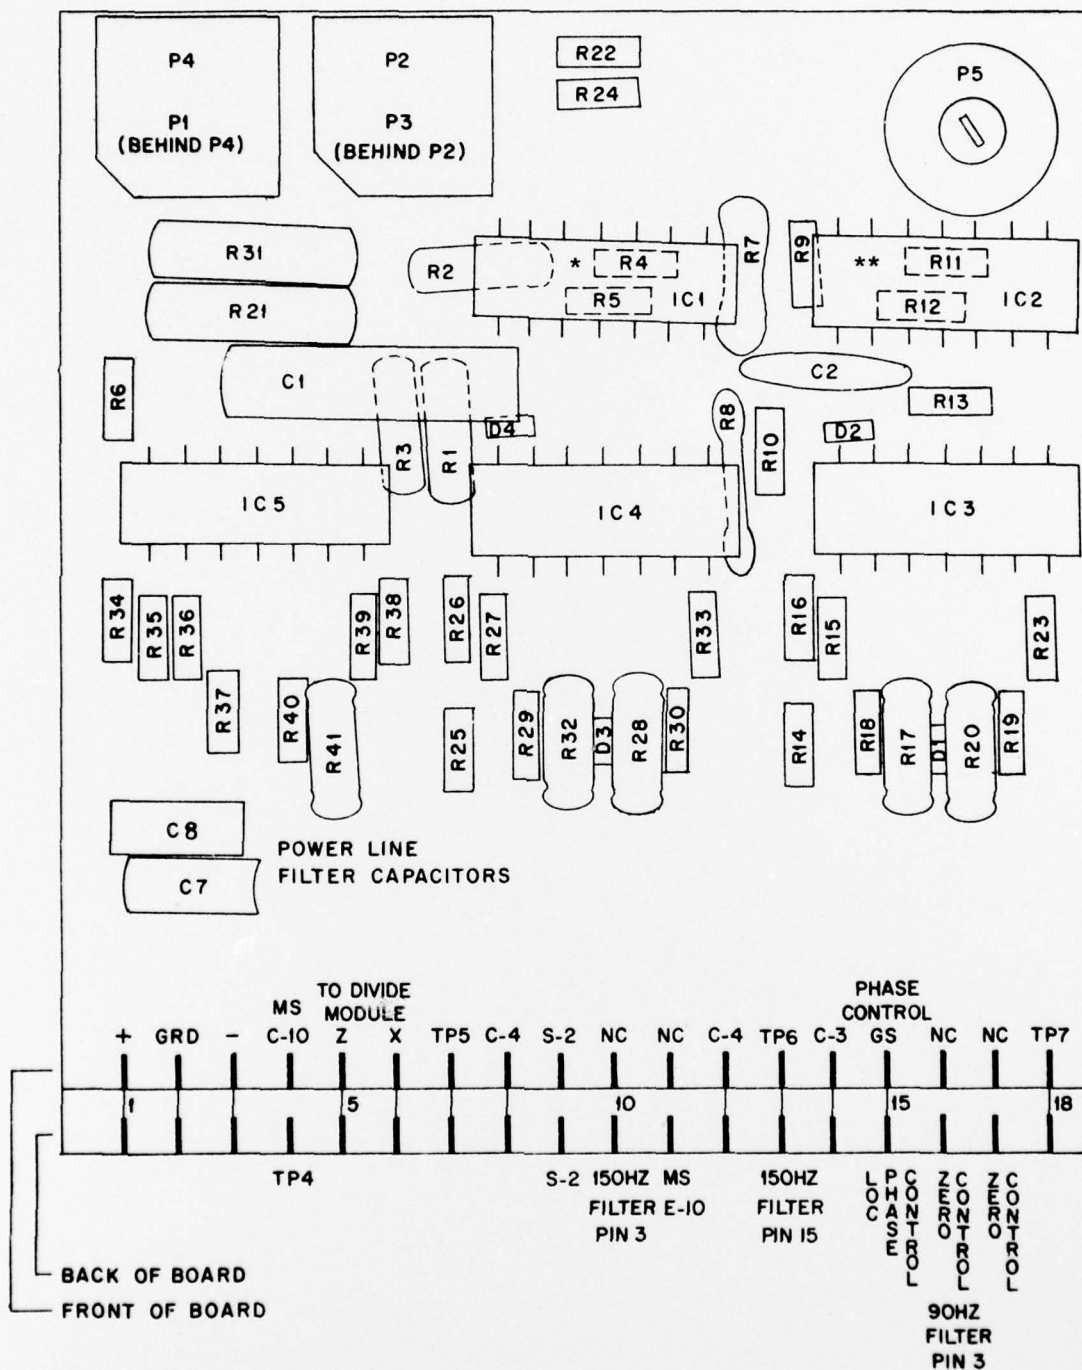 P4
P1
(BEHIND P4)
P2
P3
(BEHIND P2)
R22
R24
P5
R31
R21
R2
*
R4
R5
IC1
R7
R9
**
R11
R12
IC2
R6
C1
R3
R1
D4
C2
R8
R10
D2
R13
IC5
IC4
IC3
R34
R35
R36
R37
R39
R38
R40
R41
R26
R27
R25
R29
R32
D3
R28
R30
R33
R16
R15
R14
R18
R17
D1
R20
R19
R23
C8
C7
POWER LINE
FILTER CAPACITORS
TO DIVIDE
MODULE
PHASE
CONTROL
MS
+ GRD - C-10 Z X TP5 C-4 S-2 NC NC C-4 TP6 C-3 GS NC NC TP7
1 5 10 15 18
TP4
S-2
150HZ
FILTER
PIN 3
MS
E-10
150HZ
FILTER
PIN 15
LOC
PHASE
CONTROL
ZERO
CONTROL
ZERO
CONTROL
90HZ
FILTER
PIN 3
BACK OF BOARD
FRONT OF BOARD